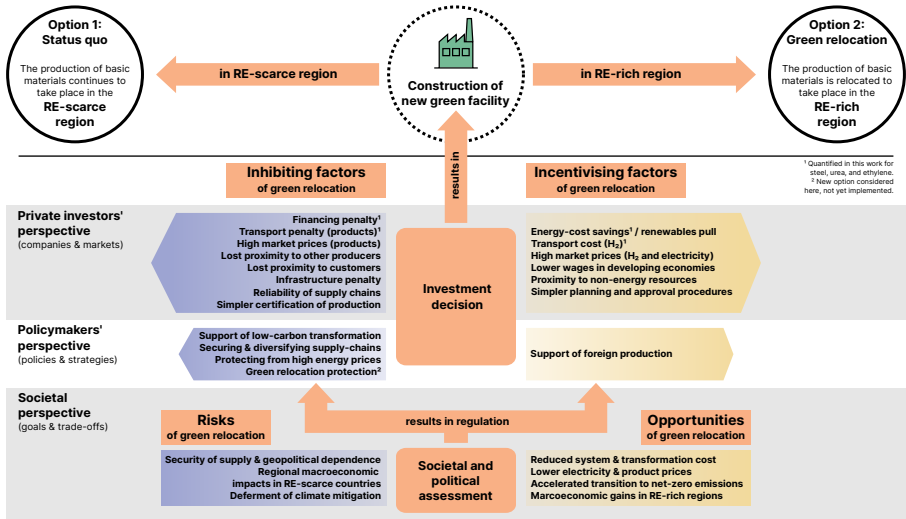 Option 1:
Status quo
The production of basic
materials continues to
take place in the
RE-scarce
region
in RE-scarce region
Construction of
new green facility
in RE-rich region
Option 2:
Green relocation
The production of basic
materials is relocated to
take place in the
RE-rich
region
results in
¹ Quantified in this work for
steel, urea, and ethylene.
² New option considered
here, not yet implemented.
Inhibiting factors
of green relocation
Incentivising factors
of green relocation
Private investors'
perspective
(companies & markets)
Financing penalty¹
Transport penalty (products)¹
High market prices (products)
Lost proximity to other producers
Lost proximity to customers
Infrastructure penalty
Reliability of supply chains
Simpler certification of production
Investment
decision
Energy-cost savings¹ / renewables pull
Transport cost (H₂)¹
High market prices (H₂ and electricity)
Lower wages in developing economies
Proximity to non-energy resources
Simpler planning and approval procedures
Policymakers'
perspective
(policies & strategies)
Support of low-carbon transformation
Securing & diversifying supply-chains
Protecting from high energy prices
Green relocation protection²
Support of foreign production
Societal
perspective
(goals & trade-offs)
Risks
of green relocation
results in regulation
Opportunities
of green relocation
Security of supply & geopolitical dependence
Regional macroeconomic
impacts in RE-scarce countries
Deferment of climate mitigation
Societal and
political
assessment
Reduced system & transformation cost
Lower electricity & product prices
Accelerated transition to net-zero emissions
Marcoeconomic gains in RE-rich regions